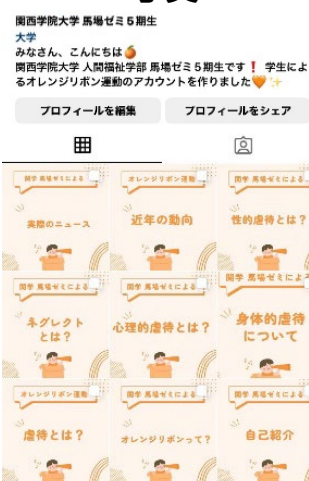 関西学院大学 馬場ゼミ5期生
大学
みなさん、こんにちは🍊
関西学院大学 人間福祉学部 馬場ゼミ5期生です❗ 学生によ
るオレンジリボン運動のアカウントを作りました🧡✨
プロフィールを編集
プロフィールをシェア
関学 馬場ゼミによる
実際のニュース
オレンジリボン運動
近年の動向
関学 馬場ゼミによる
性的虐待とは?
関学 馬場ゼミによる
ネグレクト
とは?
関学 馬場ゼミによる
心理的虐待とは?
関学 馬場ゼミによる
身体的虐待
について
オレンジリボン運動
虐待とは?
関学 馬場ゼミによる
オレンジリボンって?
関学 馬場ゼミによる
自己紹介